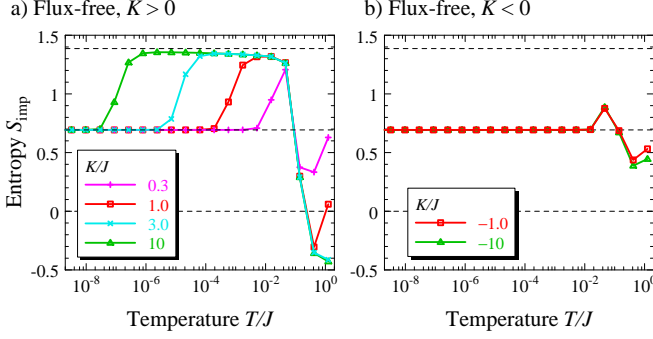 a) Flux-free, K > 0
b) Flux-free, K < 0
Entropy S_imp
1.5
1
0.5
0
-0.5
K/J
0.3
1.0
3.0
10
10^-8 10^-6 10^-4 10^-2 10^0
Temperature T/J
1.5
1
0.5
0
-0.5
K/J
−1.0
−10
10^-8 10^-6 10^-4 10^-2 10^0
Temperature T/J